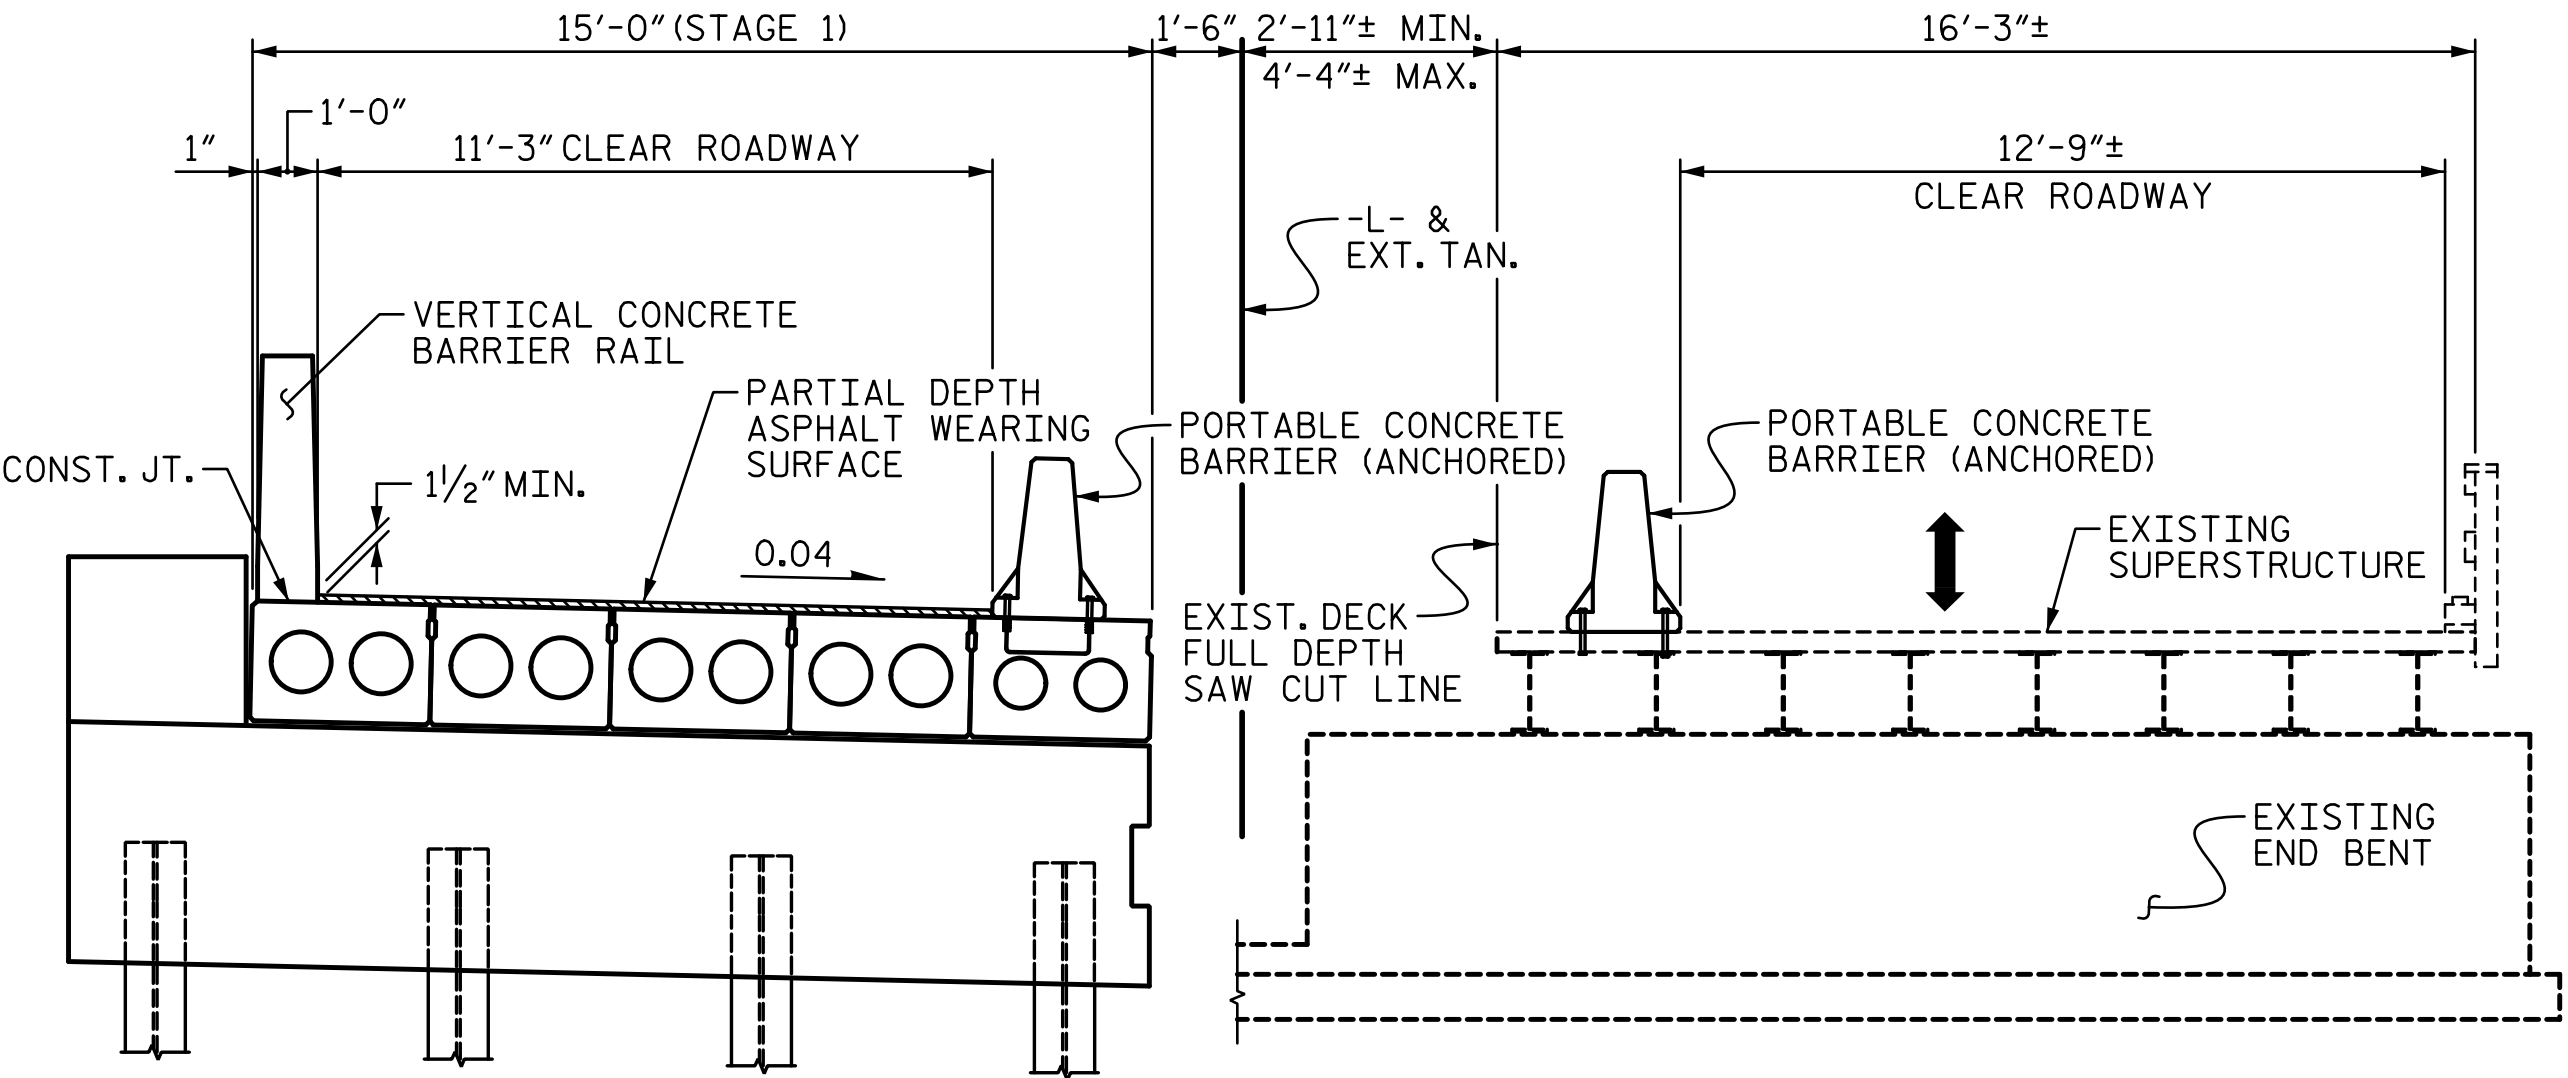 15'-0" (STAGE 1)
1'-6"
2'-11"± MIN.
4'-4"± MAX.
16'-3"±
1'-0"
1"
11'-3" CLEAR ROADWAY
12'-9"±
CLEAR ROADWAY
-L- &
EXT. TAN.
VERTICAL CONCRETE
BARRIER RAIL
PARTIAL DEPTH
ASPHALT WEARING
SURFACE
PORTABLE CONCRETE
BARRIER (ANCHORED)
PORTABLE CONCRETE
BARRIER (ANCHORED)
CONST. JT.
1 1/2" MIN.
0.04
EXISTING
SUPERSTRUCTURE
EXIST. DECK
FULL DEPTH
SAW CUT LINE
EXISTING
END BENT